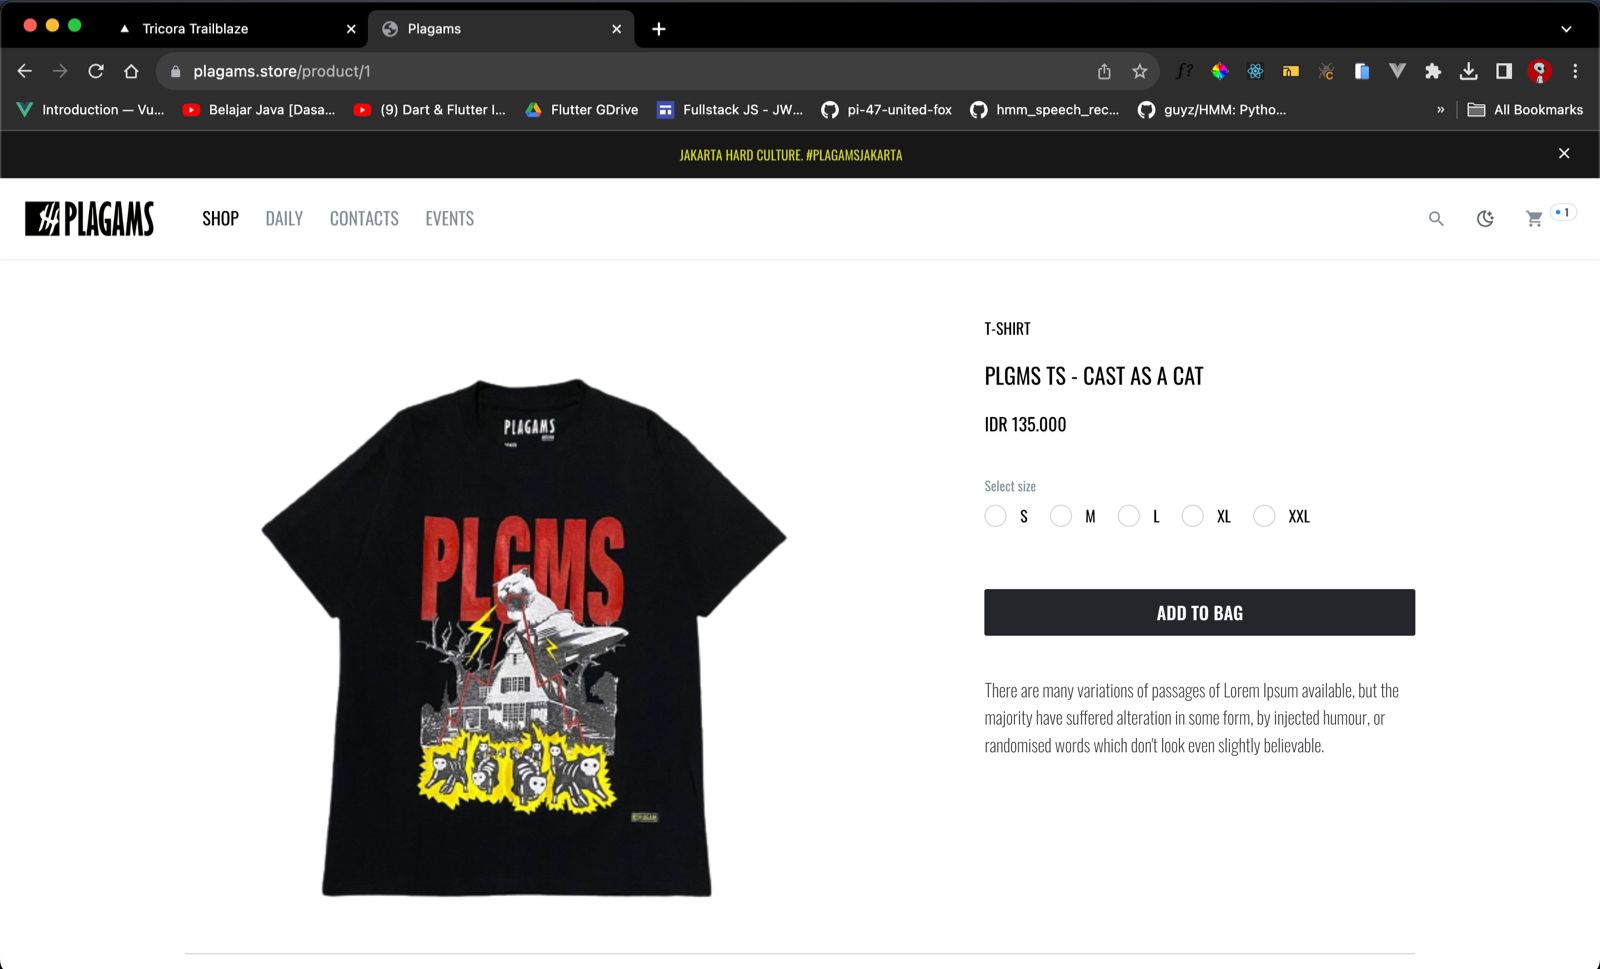 Tricora Trailblaze
Plagams
plagams.store/product/1
f?
Introduction — Vu...
Belajar Java [Dasa...
(9) Dart & Flutter I...
Flutter GDrive
Fullstack JS - JW...
pi-47-united-fox
hmm_speech_rec...
guyz/HMM: Pytho...
»
All Bookmarks
JAKARTA HARD CULTURE. #PLAGAMSJAKARTA
PLAGAMS
SHOP
DAILY
CONTACTS
EVENTS
1
PLAGAMS
PLGMS
T-SHIRT
PLGMS TS - CAST AS A CAT
IDR 135.000
Select size
S
M
L
XL
XXL
ADD TO BAG
There are many variations of passages of Lorem Ipsum available, but the
majority have suffered alteration in some form, by injected humour, or
randomised words which don't look even slightly believable.